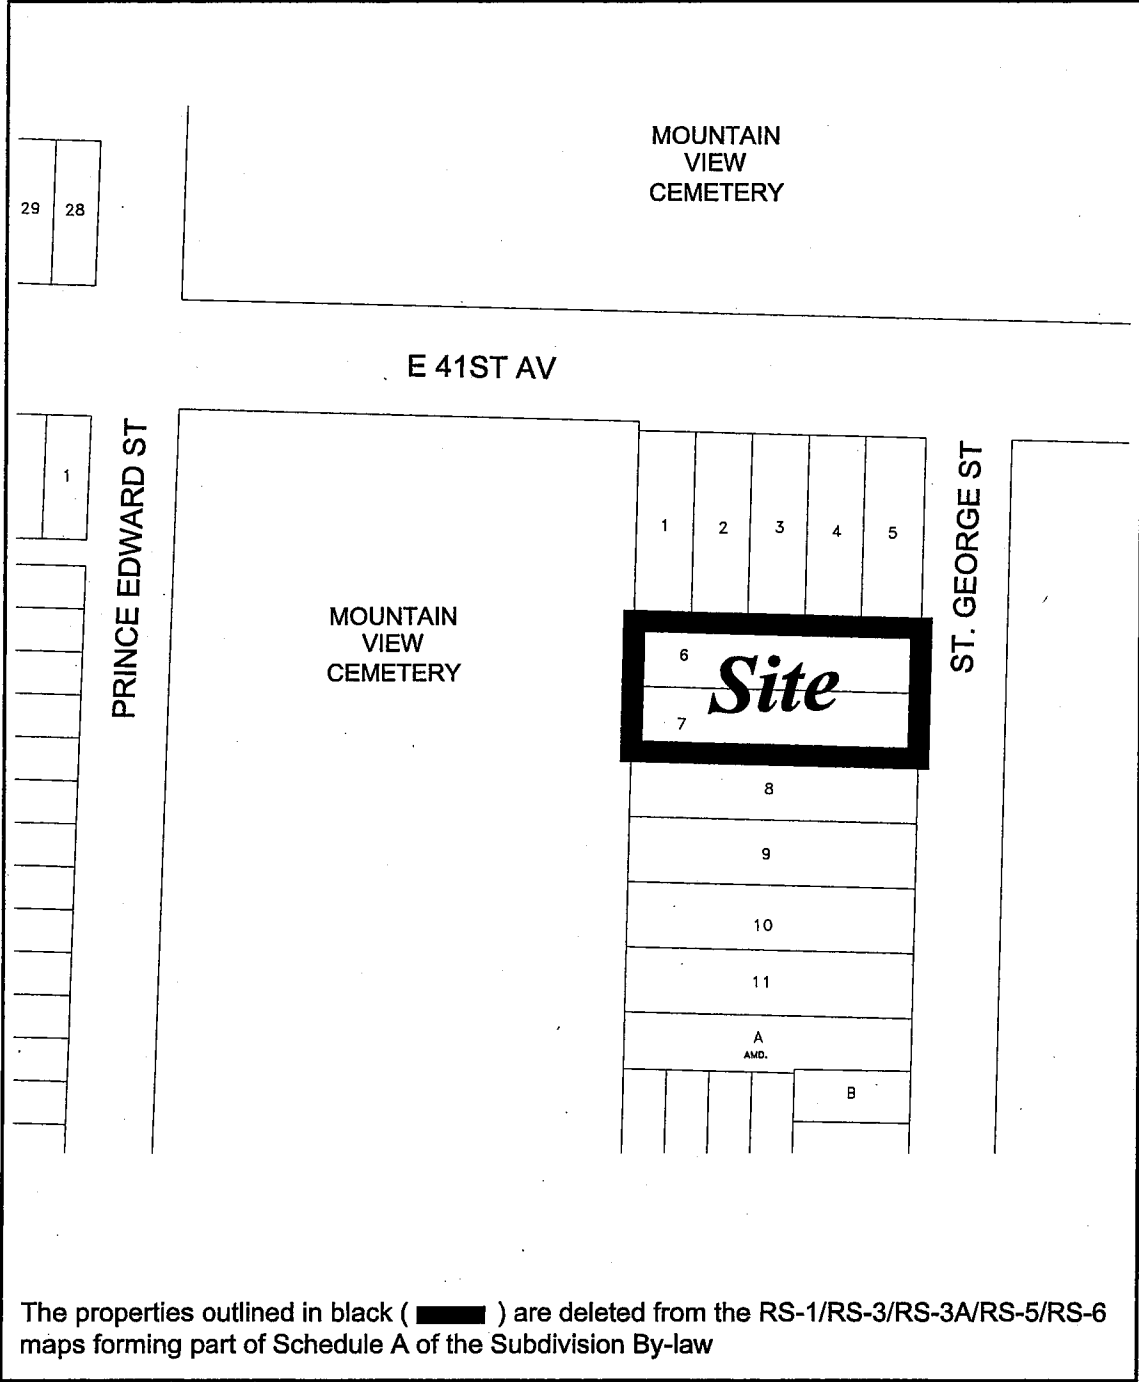 MOUNTAIN
VIEW
CEMETERY
29
28
E 41ST AV
PRINCE EDWARD ST
1
ST. GEORGE ST
1
2
3
4
5
MOUNTAIN
VIEW
CEMETERY
6
Site
7
8
9
10
11
A
AMD.
B
The properties outlined in black ( ) are deleted from the RS-1/RS-3/RS-3A/RS-5/RS-6
maps forming part of Schedule A of the Subdivision By-law